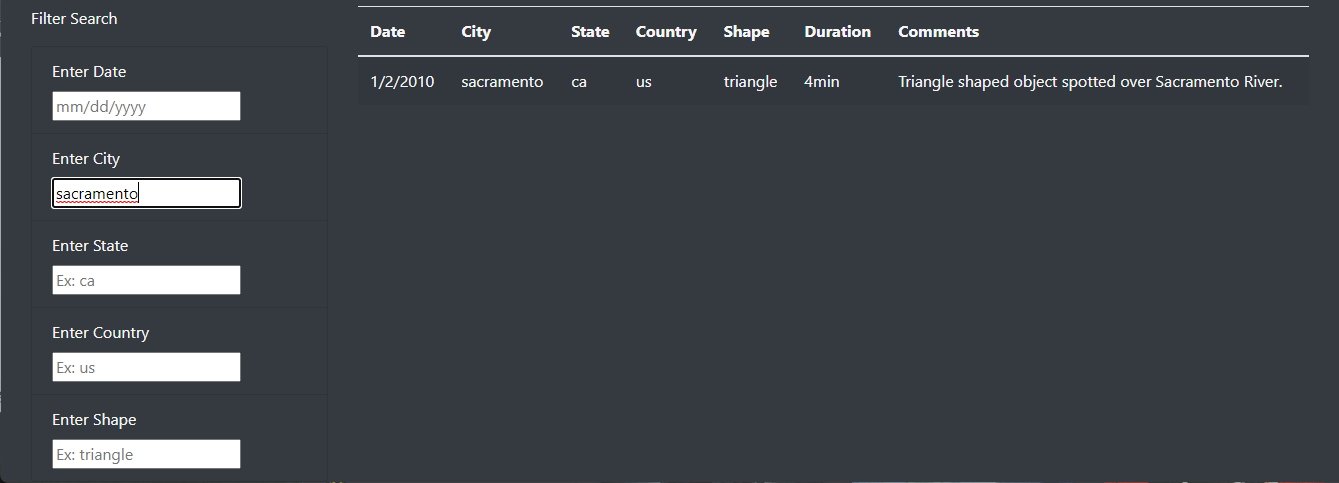 Filter Search
Enter Date
mm/dd/yyyy
Enter City
sacramento
Enter State
Ex: ca
Enter Country
Ex: us
Enter Shape
Ex: triangle
Date City State Country Shape Duration Comments
1/2/2010 sacramento ca us triangle 4min Triangle shaped object spotted over Sacramento River.